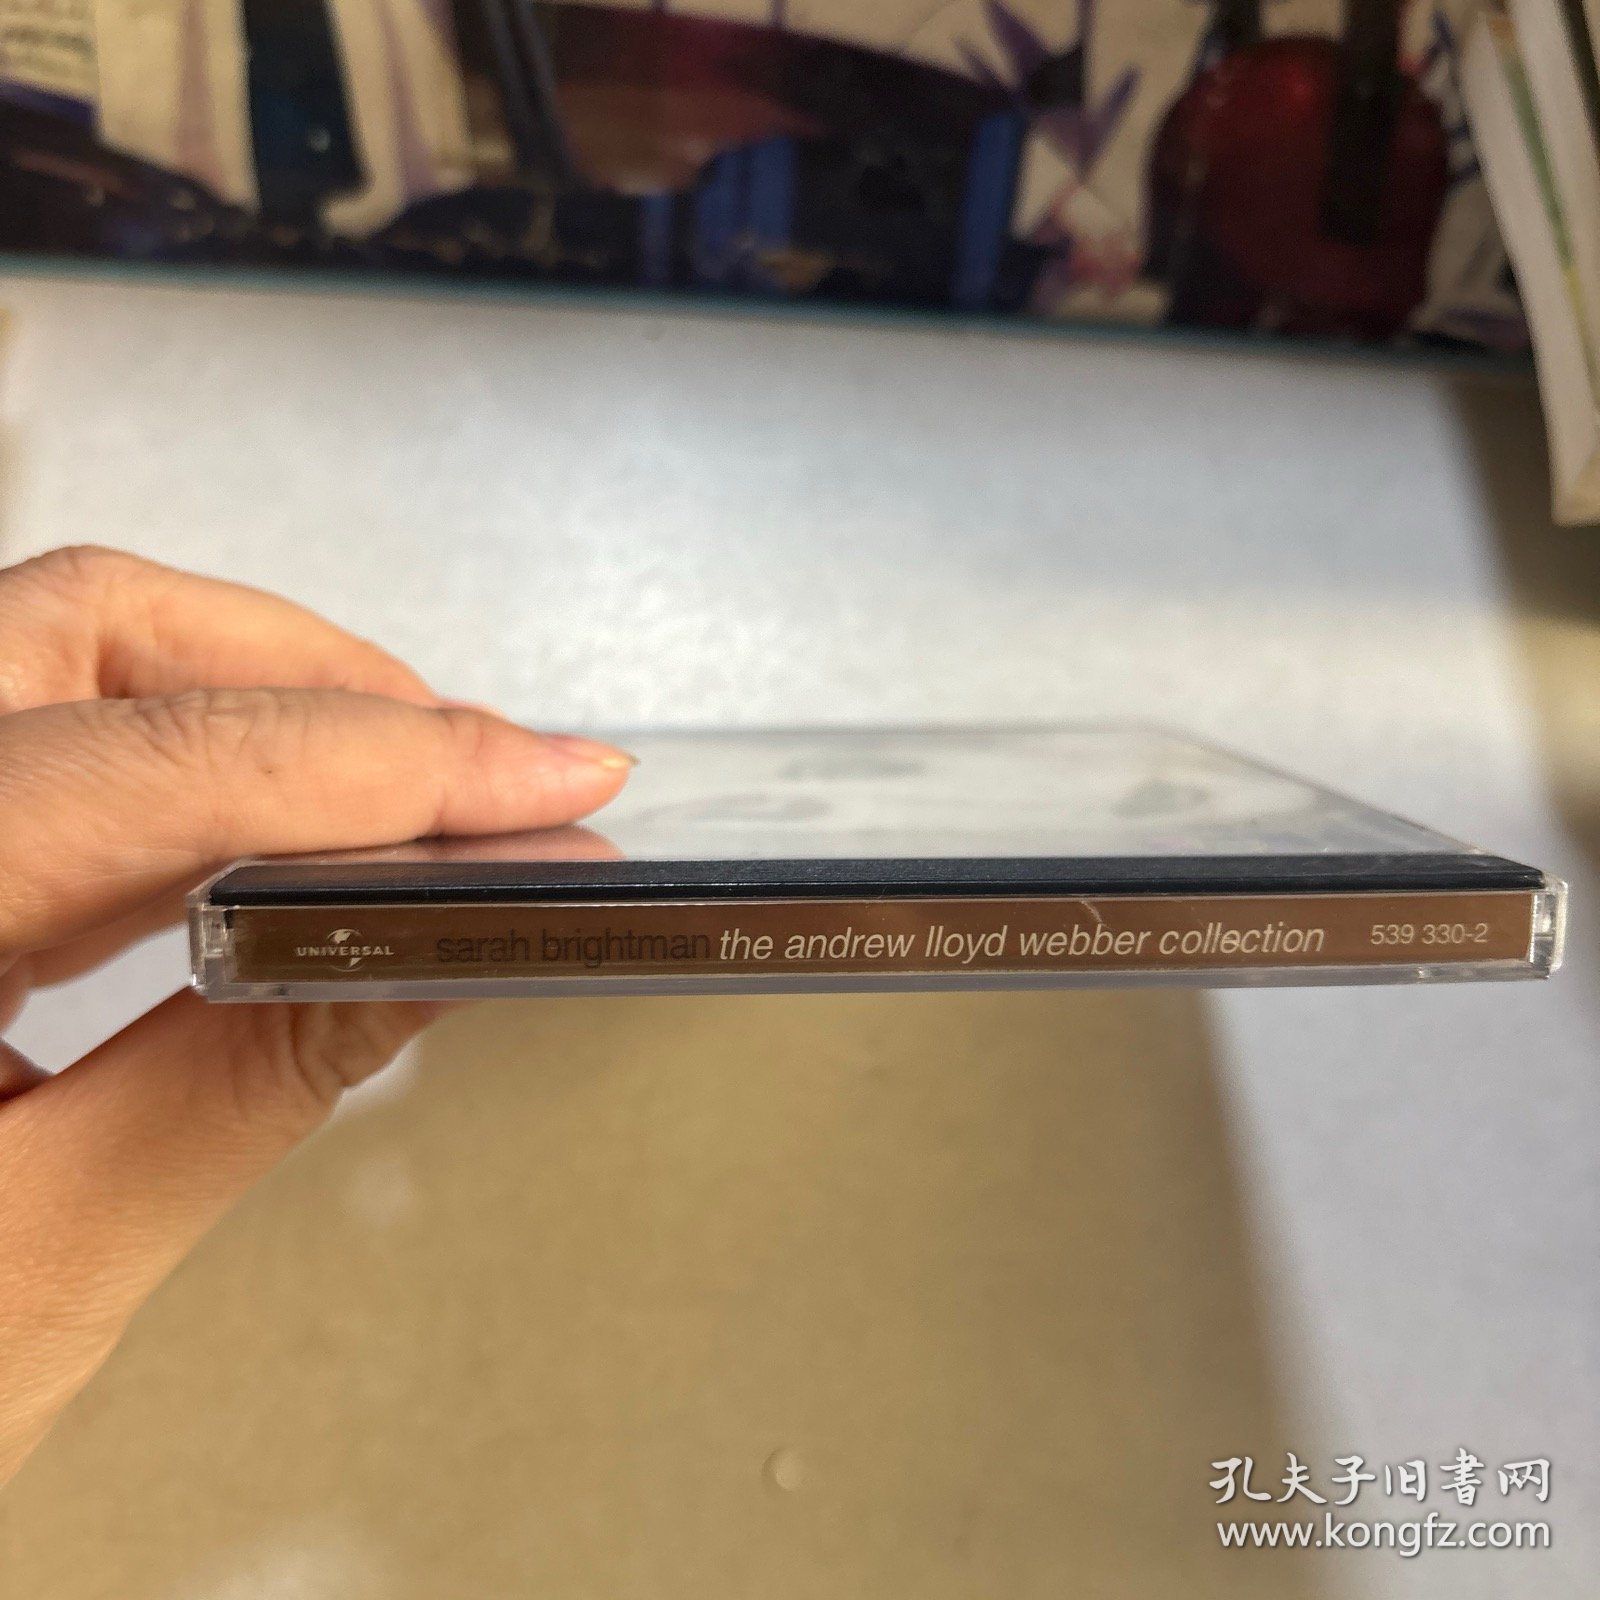 UNIVERSAL sarah brightman the andrew lloyd webber collection 539 330-2
孔夫子旧书网
www.kongfz.com